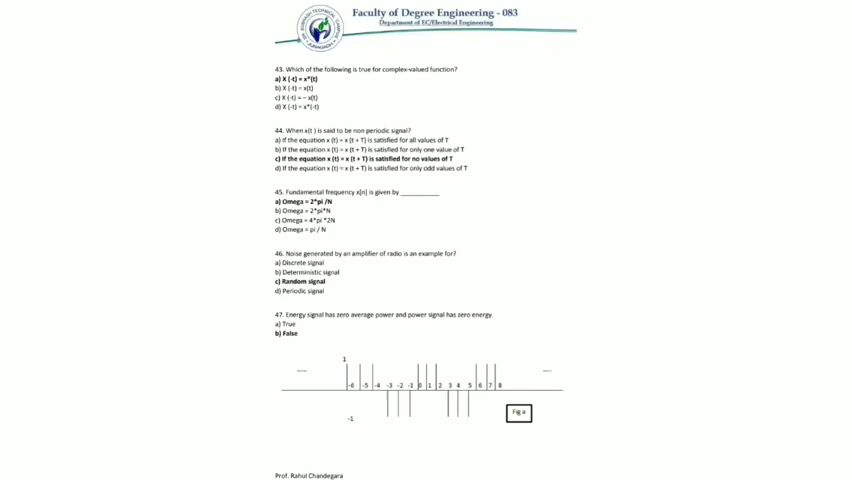 Faculty of Degree Engineering - 083
Department of EC/Electrical Engineering
43. Which of the following is true for complex-valued function?
a) X (-t) = x*(t)
b) X (-t) = x(t)
c) X (-t) = – x(t)
d) X (-t) = x*(-t)
44. When x(t ) is said to be non periodic signal?
a) If the equation x (t) = x (t + T) is satisfied for all values of T
b) If the equation x (t) = x (t + T) is satisfied for only one value of T
c) If the equation x (t) = x (t + T) is satisfied for no values of T
d) If the equation x (t) = x (t + T) is satisfied for only odd values of T
45. Fundamental frequency x[n] is given by ___________
a) Omega = 2*pi /N
b) Omega = 2*pi*N
c) Omega = 4*pi *2N
d) Omega = pi / N
46. Noise generated by an amplifier of radio is an example for?
a) Discrete signal
b) Deterministic signal
c) Random signal
d) Periodic signal
47. Energy signal has zero average power and power signal has zero energy.
a) True
b) False
1
-6 -5 -4 -3 -2 -1 0 1 2 3 4 5 6 7 8
-1
Fig a
Prof. Rahul Chandegara